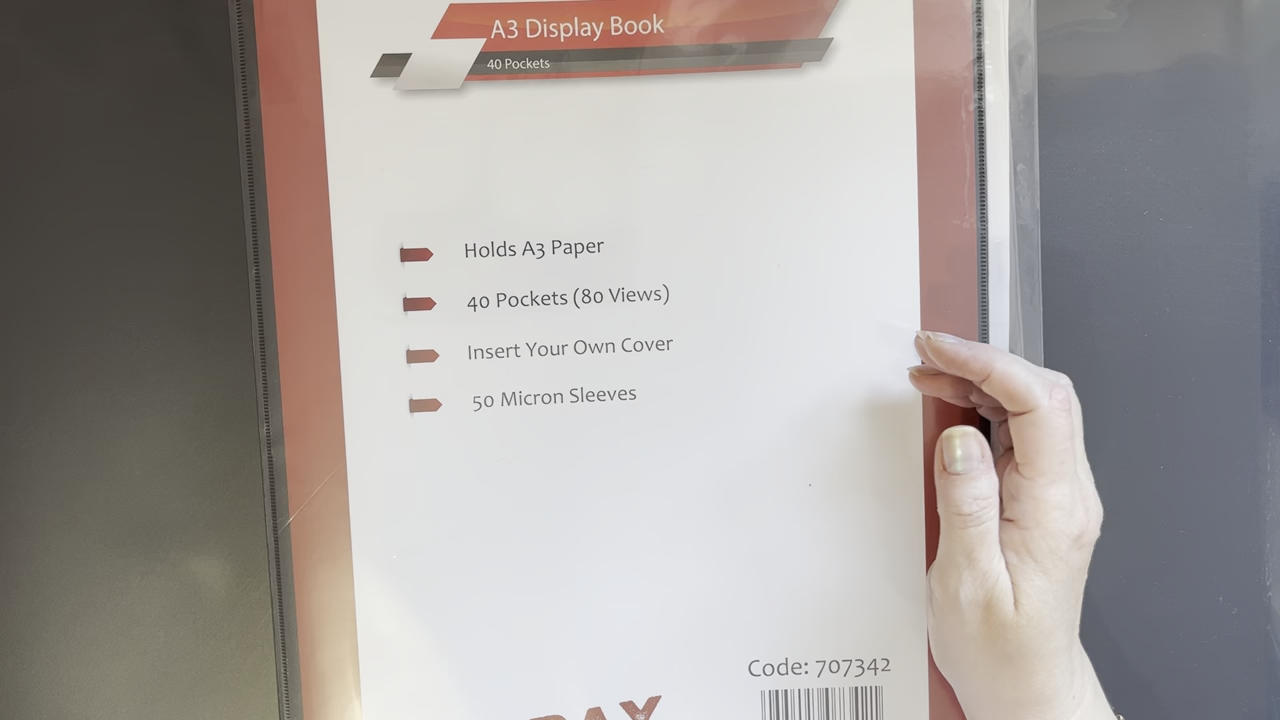 A3 Display Book
40 Pockets
Holds A3 Paper
40 Pockets (80 Views)
Insert Your Own Cover
50 Micron Sleeves
Code: 707342